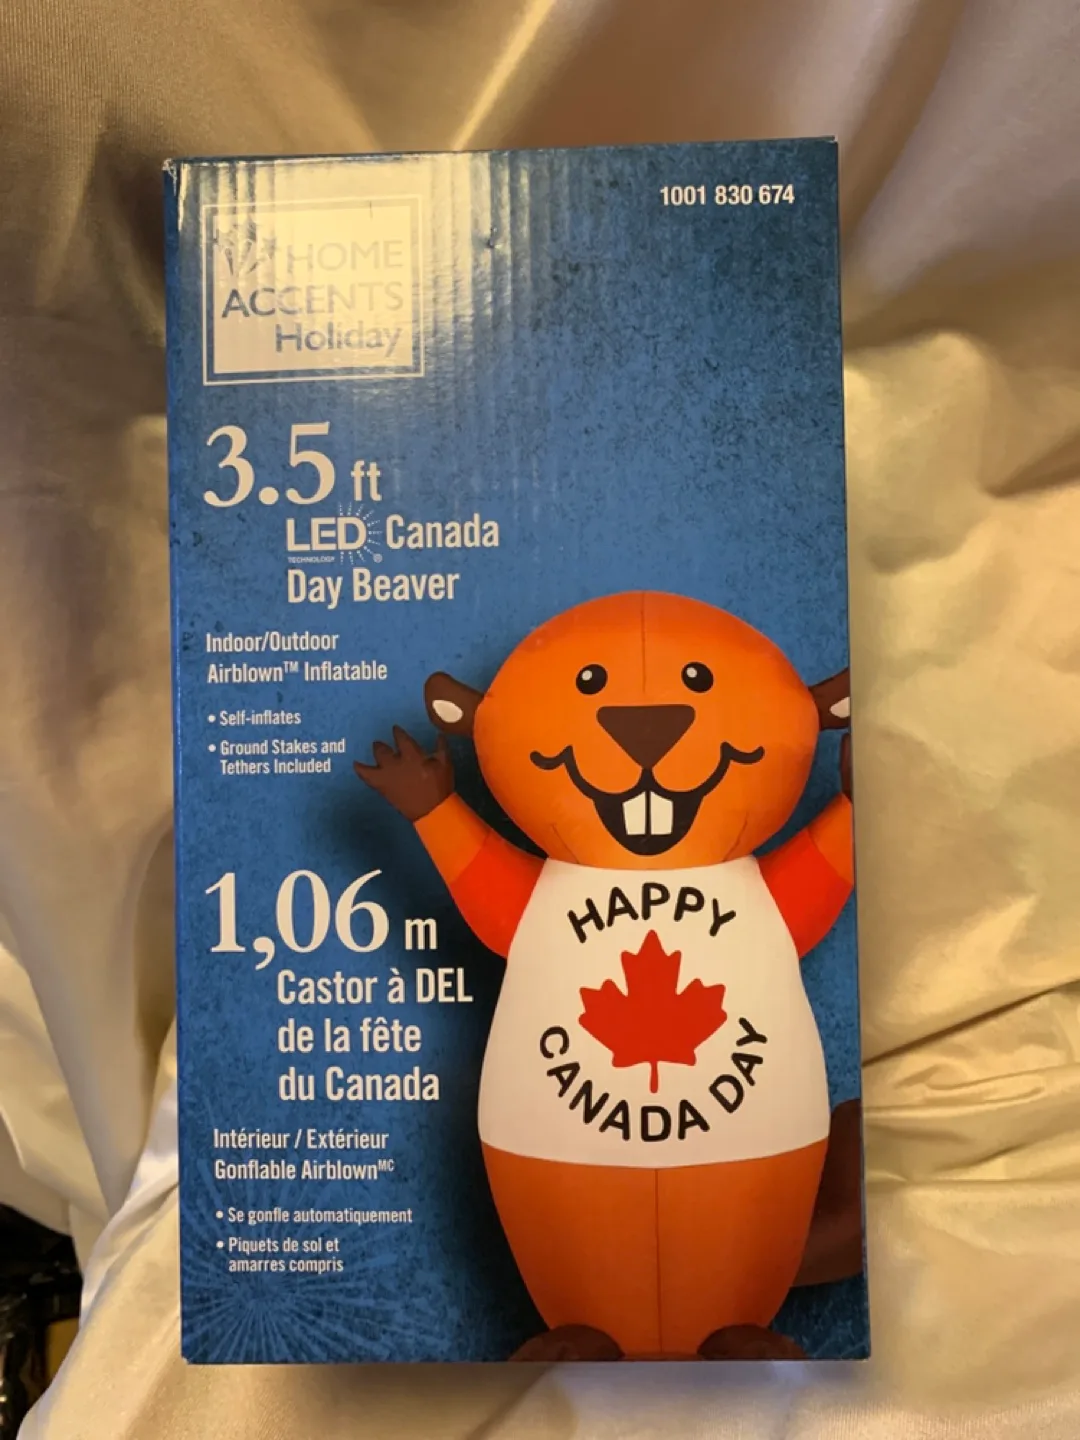 1001 830 674
HOME
ACCENTS
Holiday
3.5 ft
LED Canada
TECHNOLOGY ®
Day Beaver
Indoor/Outdoor
Airblown™ Inflatable
• Self-inflates
• Ground Stakes and
Tethers Included
1,06 m
Castor à DEL
de la fête
du Canada
Intérieur / Extérieur
Gonflable Airblown MC
• Se gonfle automatiquement
• Piquets de sol et
amarres compris
HAPPY
CANADA DAY